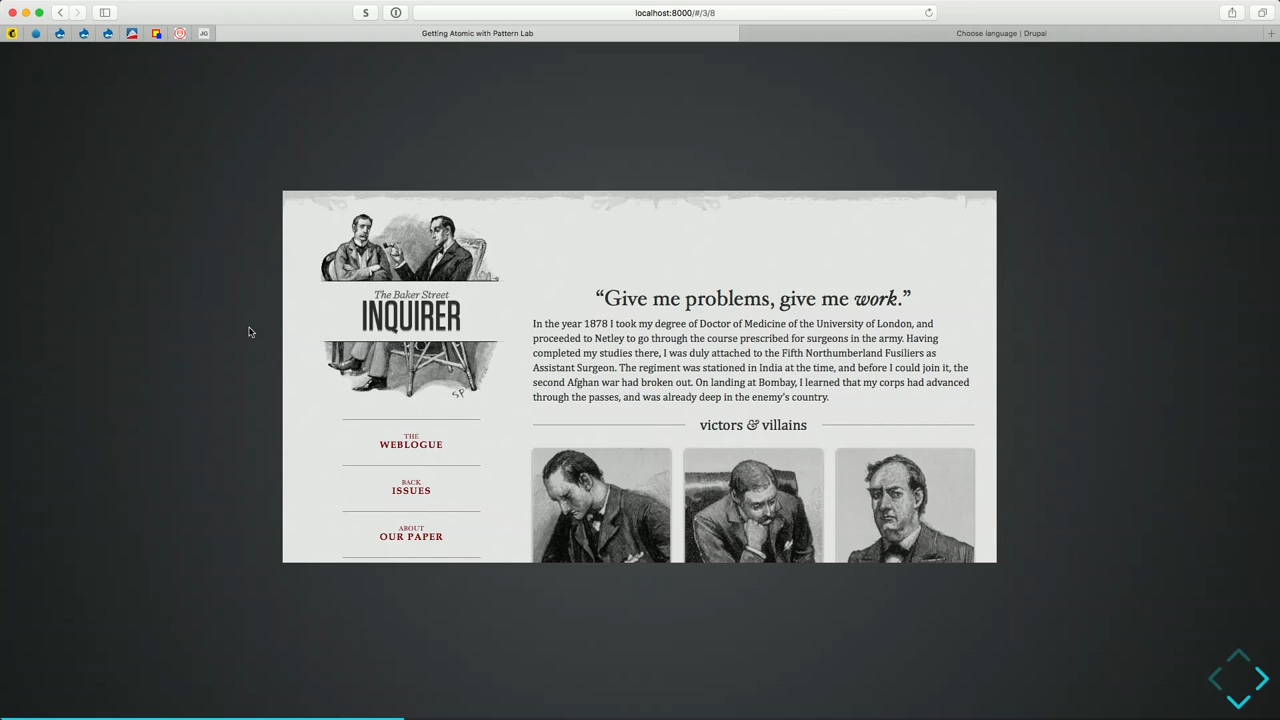 S
localhost:8000/#/3/8
JG
Getting Atomic with Pattern Lab
Choose language | Drupal
The Baker Street
INQUIRER
SP
THE
WEBLOGUE
BACK
ISSUES
ABOUT
OUR PAPER
“Give me problems, give me work.”
In the year 1878 I took my degree of Doctor of Medicine of the University of London, and
proceeded to Netley to go through the course prescribed for surgeons in the army. Having
completed my studies there, I was duly attached to the Fifth Northumberland Fusiliers as
Assistant Surgeon. The regiment was stationed in India at the time, and before I could join it, the
second Afghan war had broken out. On landing at Bombay, I learned that my corps had advanced
through the passes, and was already deep in the enemy’s country.
victors & villains